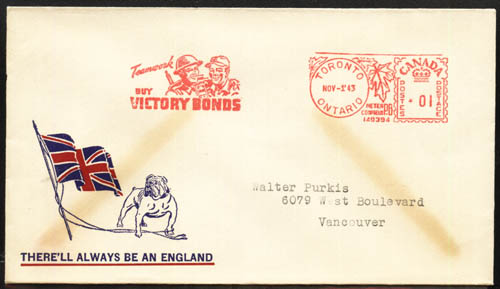 Teamwork
BUY
VICTORY BONDS
TORONTO
NOV-1'43
ONTARIO
METER
149394
CANADA
POSTES
POSTAGE
01
Walter Purkis
6079 West Boulevard
Vancouver
THERE'LL ALWAYS BE AN ENGLAND